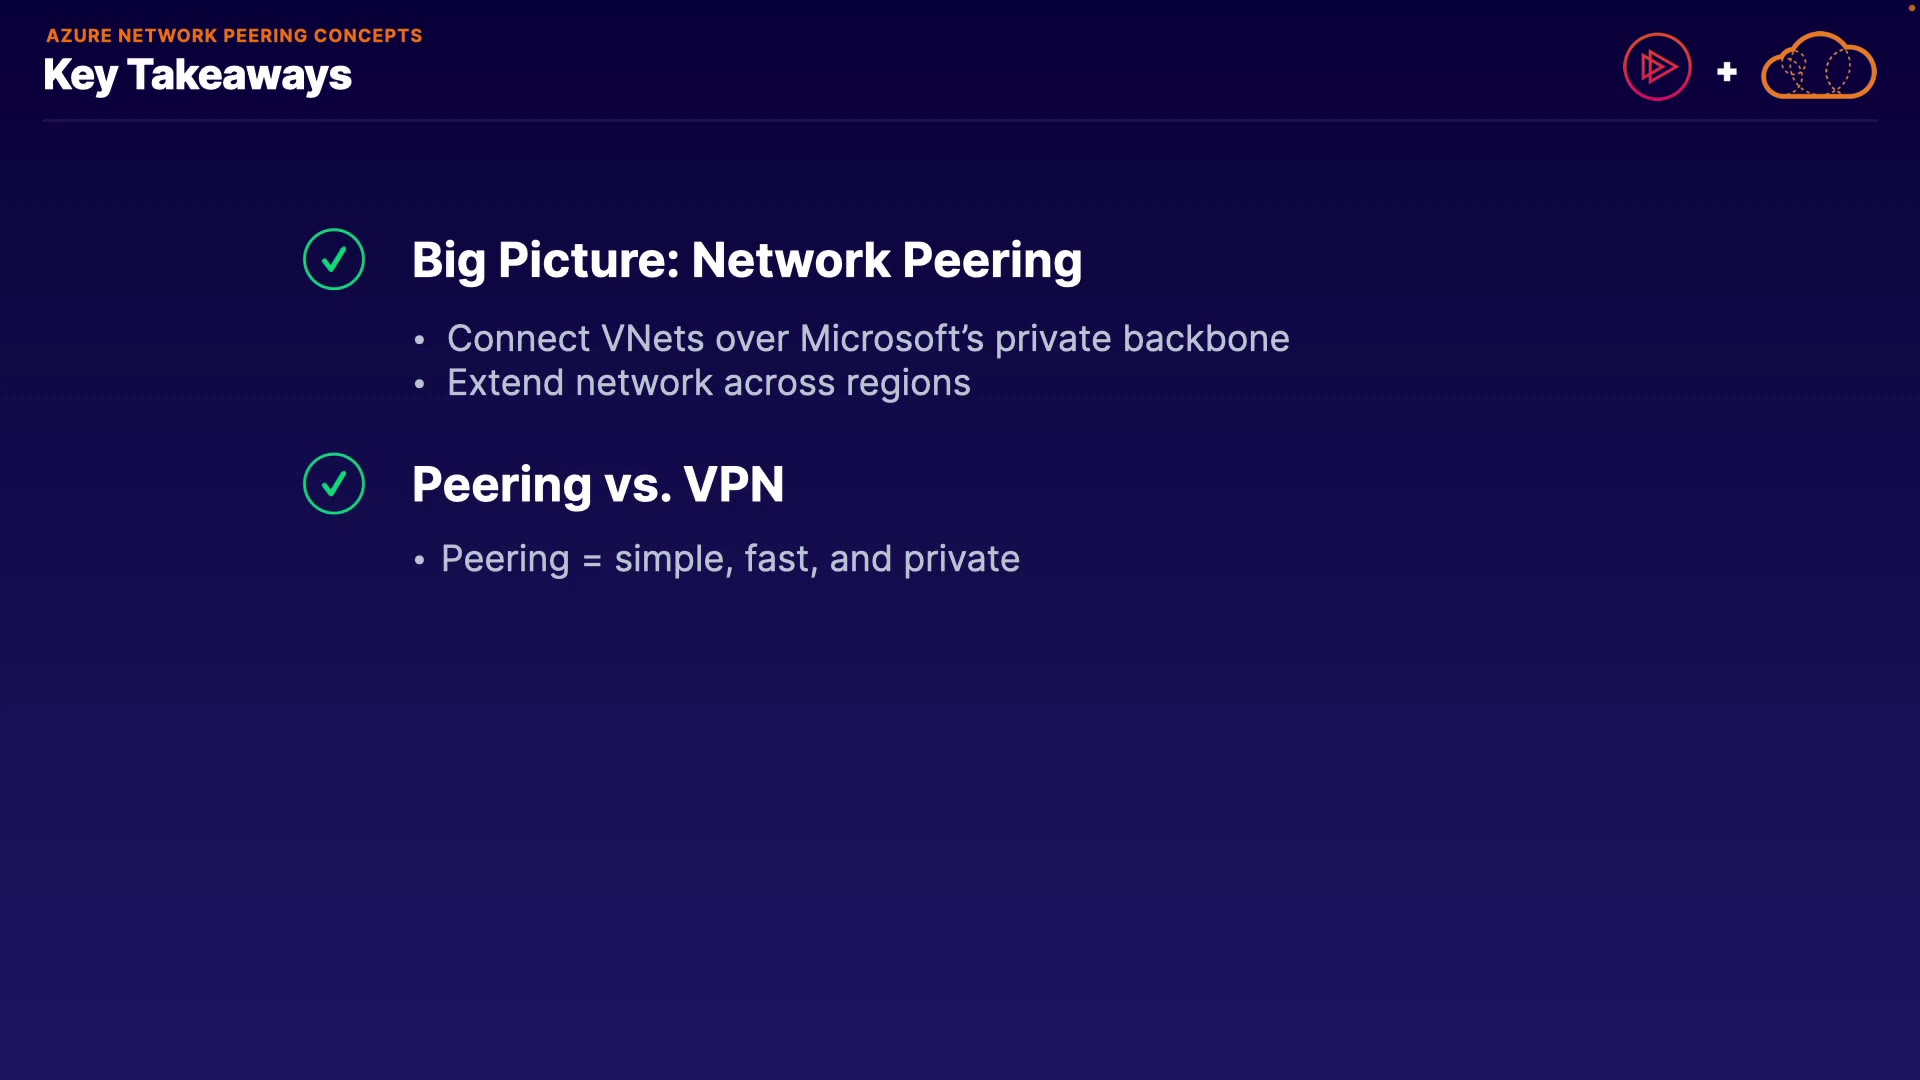 AZURE NETWORK PEERING CONCEPTS
Key Takeaways
Big Picture: Network Peering
• Connect VNets over Microsoft’s private backbone
• Extend network across regions
Peering vs. VPN
• Peering = simple, fast, and private